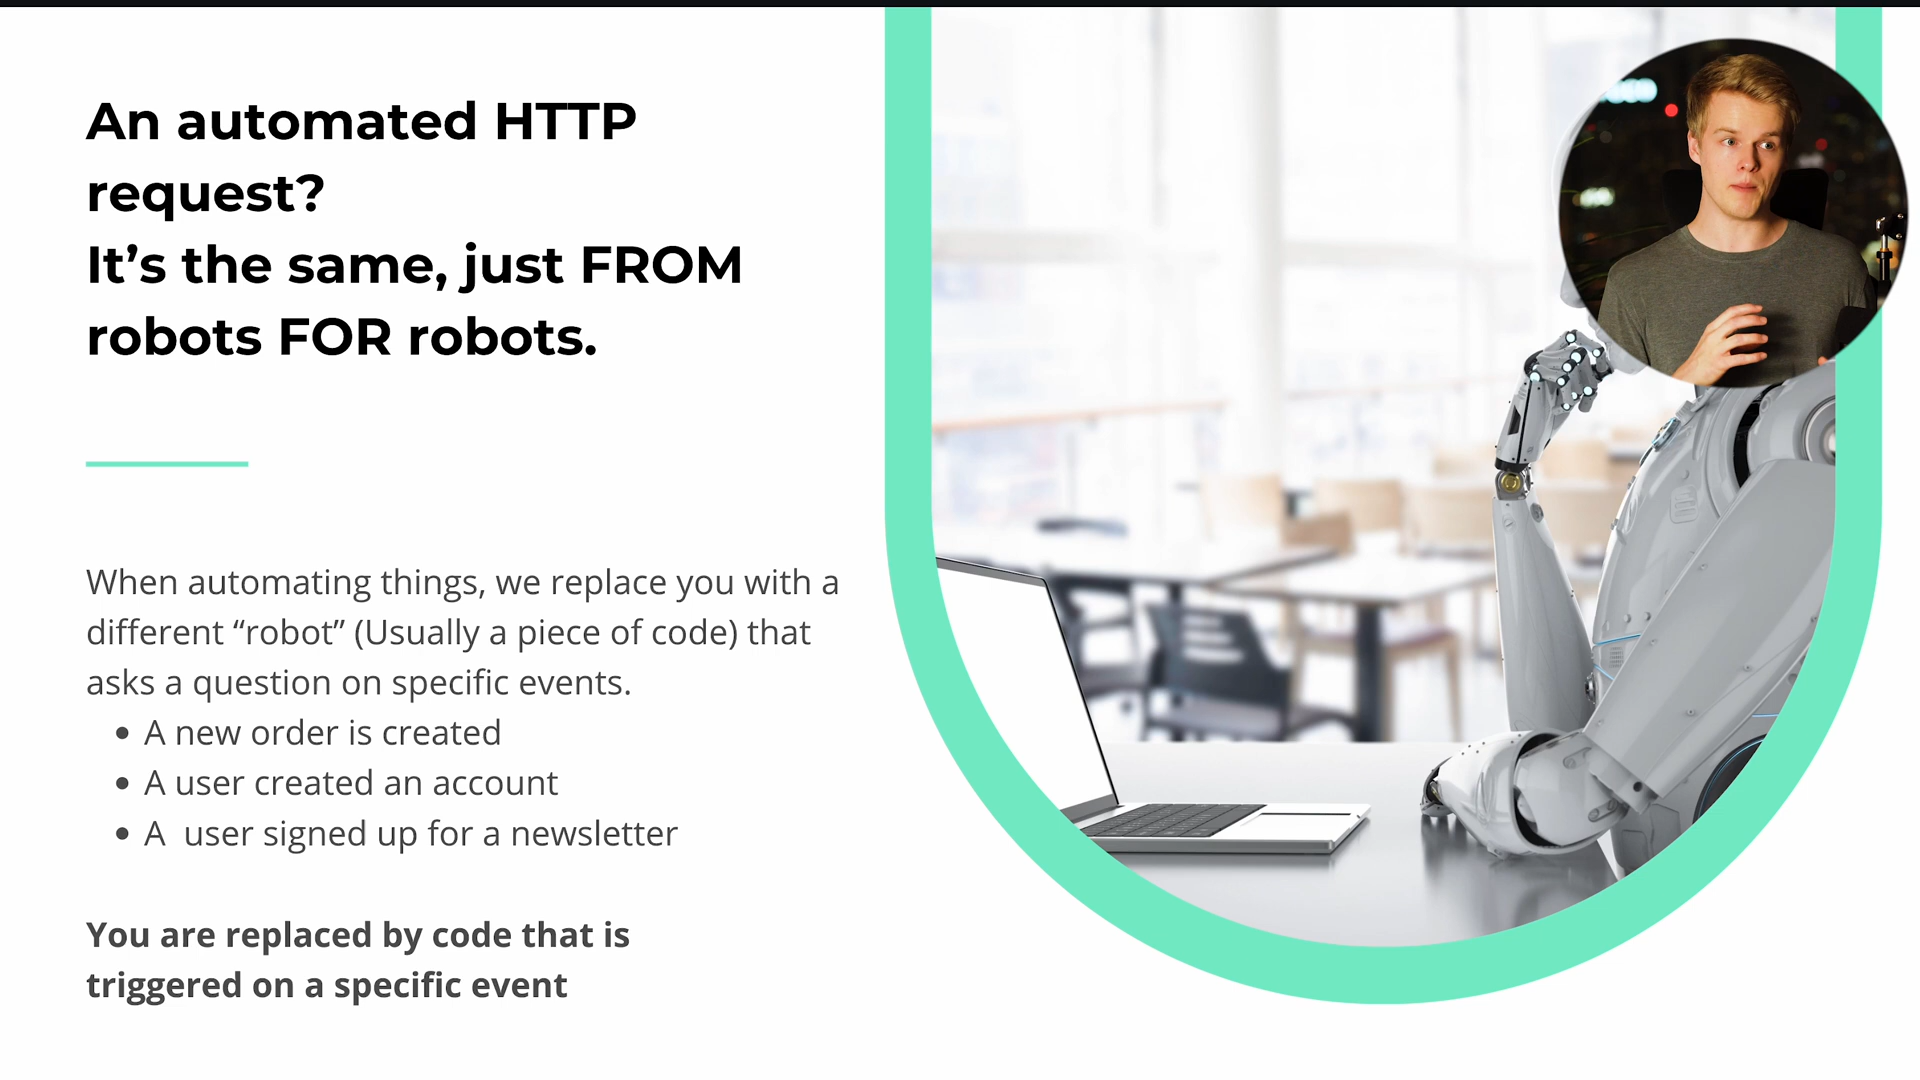 An automated HTTP
request?
It’s the same, just FROM
robots FOR robots.
When automating things, we replace you with a
different “robot” (Usually a piece of code) that
asks a question on specific events.
• A new order is created
• A user created an account
• A  user signed up for a newsletter
You are replaced by code that is
triggered on a specific event